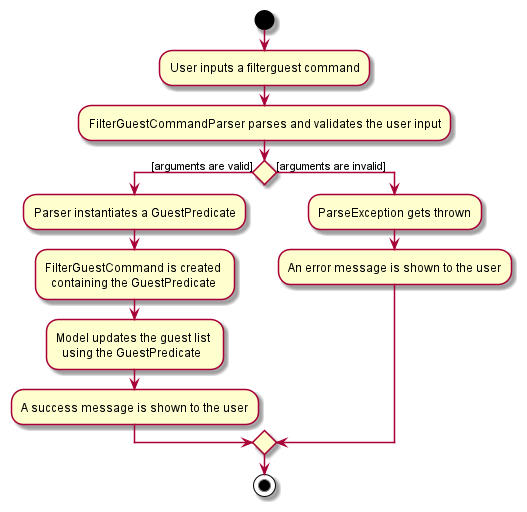 User inputs a filterguest command
FilterGuestCommandParser parses and validates the user input
[arguments are valid]
[arguments are invalid]
Parser instantiates a GuestPredicate
ParseException gets thrown
FilterGuestCommand is created
containing the GuestPredicate
An error message is shown to the user
Model updates the guest list
using the GuestPredicate
A success message is shown to the user